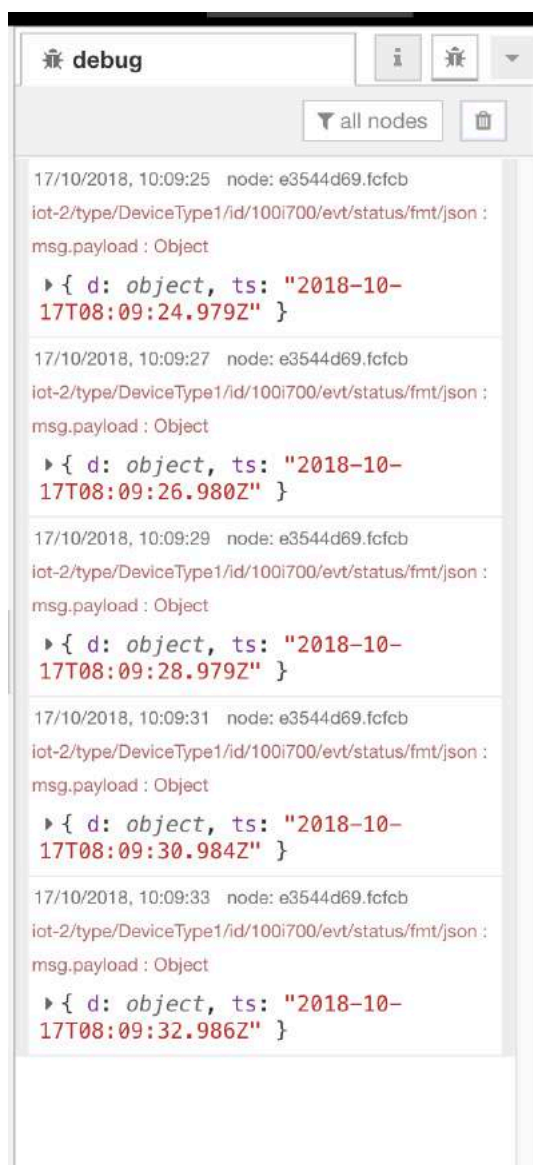 debug
i
all nodes
17/10/2018, 10:09:25 node: e3544d69.fcfcb
iot-2/type/DeviceType1/id/100i700/evt/status/fmt/json :
msg.payload : Object
{ d: object, ts: "2018-10-
17T08:09:24.979Z" }
17/10/2018, 10:09:27 node: e3544d69.fcfcb
iot-2/type/DeviceType1/id/100i700/evt/status/fmt/json :
msg.payload : Object
{ d: object, ts: "2018-10-
17T08:09:26.980Z" }
17/10/2018, 10:09:29 node: e3544d69.fcfcb
iot-2/type/DeviceType1/id/100i700/evt/status/fmt/json :
msg.payload : Object
{ d: object, ts: "2018-10-
17T08:09:28.979Z" }
17/10/2018, 10:09:31 node: e3544d69.fcfcb
iot-2/type/DeviceType1/id/100i700/evt/status/fmt/json :
msg.payload : Object
{ d: object, ts: "2018-10-
17T08:09:30.984Z" }
17/10/2018, 10:09:33 node: e3544d69.fcfcb
iot-2/type/DeviceType1/id/100i700/evt/status/fmt/json :
msg.payload : Object
{ d: object, ts: "2018-10-
17T08:09:32.986Z" }